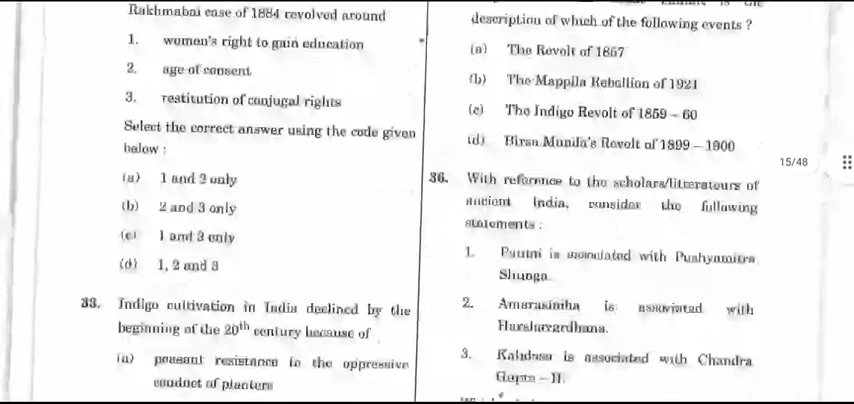 Rakhmabai case of 1884 revolved around
1. women's right to gain education
2. age of consent
3. restitution of conjugal rights
Select the correct answer using the code given
below :
(a) 1 and 2 only
(b) 2 and 3 only
(c) 1 and 3 only
(d) 1, 2 and 3
33. Indigo cultivation in India declined by the
beginning of the 20th century because of
(a) peasant resistance to the oppressive
conduct of planters
description of which of the following events ?
(a) The Revolt of 1857
(b) The Mappila Rebellion of 1921
(c) The Indigo Revolt of 1859 – 60
(d) Birsa Munda's Revolt of 1899 – 1900
36. With reference to the scholars/litterateurs of
ancient India, consider the following
statements :
1. Panini is associated with Pushyamitra
Shunga.
2. Amarasimha is associated with
Harshavardhana.
3. Kalidasa is associated with Chandra
Gupta – II.
15/48